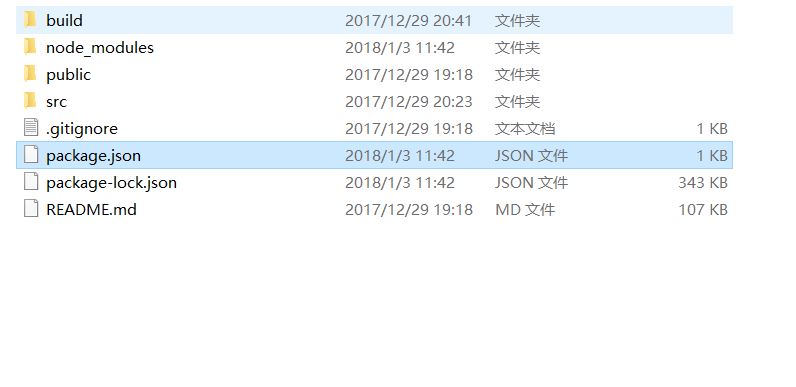 build 2017/12/29 20:41 文件夹
node_modules 2018/1/3 11:42 文件夹
public 2017/12/29 19:18 文件夹
src 2017/12/29 20:23 文件夹
.gitignore 2017/12/29 19:18 文本文档 1 KB
package.json 2018/1/3 11:42 JSON 文件 1 KB
package-lock.json 2018/1/3 11:42 JSON 文件 343 KB
README.md 2017/12/29 19:18 MD 文件 107 KB